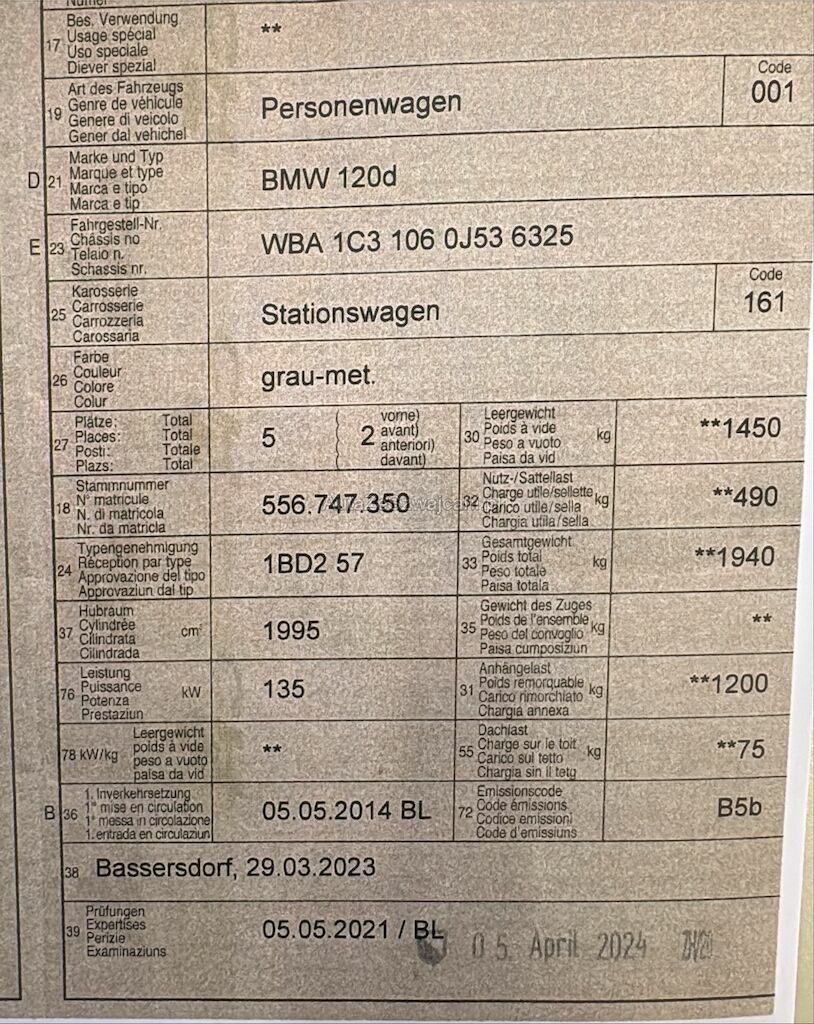 Bes. Verwendung
17 Usage spécial **
Uso speciale
Diever spezial
Art des Fahrzeugs Code
19 Genre de véhicule Personenwagen 001
Genere di veicolo
Gener dal vehichel
Marke und Typ
D 21 Marque et type BMW 120d
Marca e tipo
Marca e tip
Fahrgestell-Nr.
E 23 Châssis no WBA 1C3 106 0J53 6325
Telaio n.
Schassis nr.
Karosserie Code
25 Carrosserie Stationswagen 161
Carrozzeria
Carossaria
Farbe
26 Couleur grau-met.
Colore
Colur
27 Plätze: Total 5 ( 2 vorne)
Places: Total avant)
Posti: Totale anteriori)
Plazs: Total davant)
30 Leergewicht kg **1450
Poids à vide
Peso a vuoto
Paisa da vid
18 Stammnummer 556.747.350
N° matricule
N. di matricola
Nr. da matricla
32 Nutz-/Sattellast kg **490
Charge utile/sellette
Carico utile/sella
Chargia utila/sella
24 Typengenehmigung 1BD2 57
Réception par type
Approvazione del tipo
Approvaziun dal tip
33 Gesamtgewicht kg **1940
Poids total
Peso totale
Paisa totala
37 Hubraum cm³ 1995
Cylindrée
Cilindrata
Cilindrada
35 Gewicht des Zuges kg **
Poids de l'ensemble
Peso del convoglio
Paisa cumposiziun
76 Leistung kW 135
Puissance
Potenza
Prestaziun
31 Anhängelast kg **1200
Poids remorquable
Carico rimorchiato
Chargia annexa
78 kW/kg Leergewicht **
poids à vide
peso a vuoto
paisa da vid
55 Dachlast kg **75
Charge sur le toit
Carico sul tetto
Chargia sin il tetg
B 36 1. Inverkehrsetzung 05.05.2014 BL
1re mise en circulation
1a messa in circolazione
1. entrada en circulaziun
72 Emissionscode B5b
Code émissions
Codice emissioni
Code d'emissiuns
38 Bassersdorf, 29.03.2023
39 Prüfungen 05.05.2021 / BL
Expertises
Perizie
Examinaziuns
05. April 2024